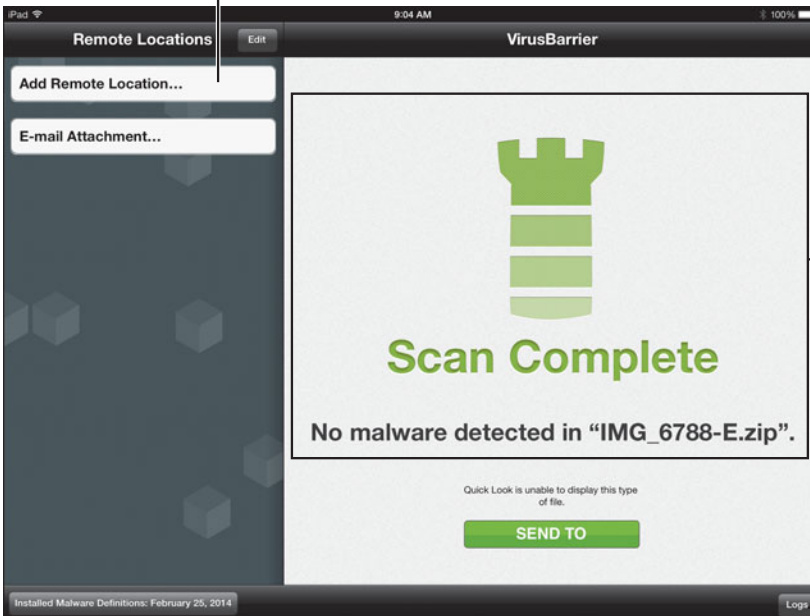 iPad 9:04 AM 100%
Remote Locations Edit VirusBarrier
Add Remote Location...
E-mail Attachment...
Scan Complete
No malware detected in “IMG_6788-E.zip”.
Quick Look is unable to display this type
of file.
SEND TO
Installed Malware Definitions: February 25, 2014 Logs